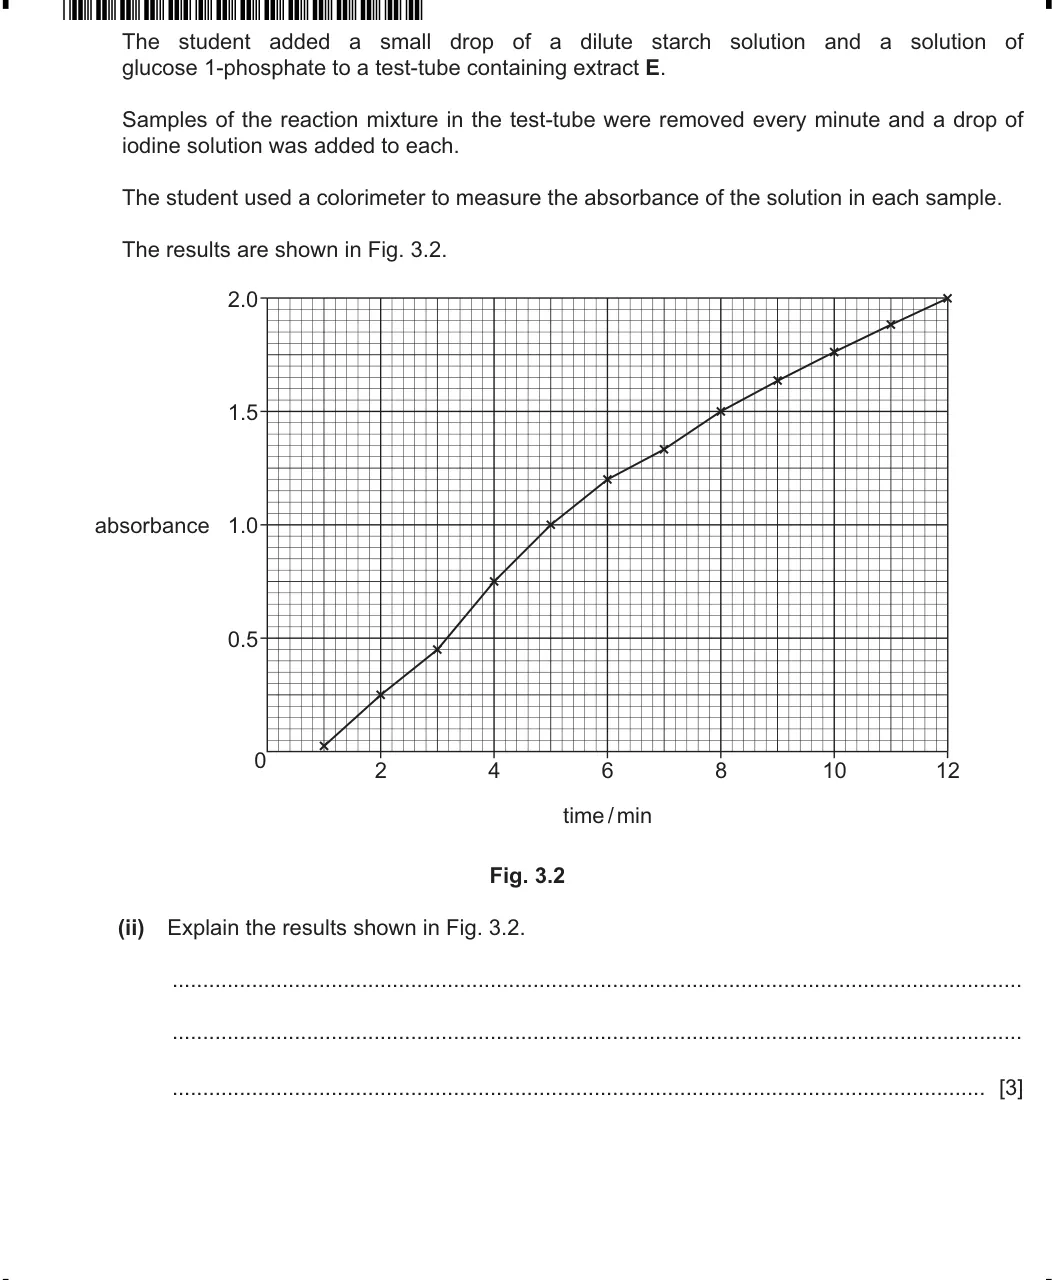 The student added a small drop of a dilute starch solution and a solution of
glucose 1-phosphate to a test-tube containing extract E.
Samples of the reaction mixture in the test-tube were removed every minute and a drop of
iodine solution was added to each.
The student used a colorimeter to measure the absorbance of the solution in each sample.
The results are shown in Fig. 3.2.
2.0
1.5
absorbance 1.0
0.5
0
2 4 6 8 10 12
time / min
Fig. 3.2
(ii) Explain the results shown in Fig. 3.2.
..........
..........
.......... [3]